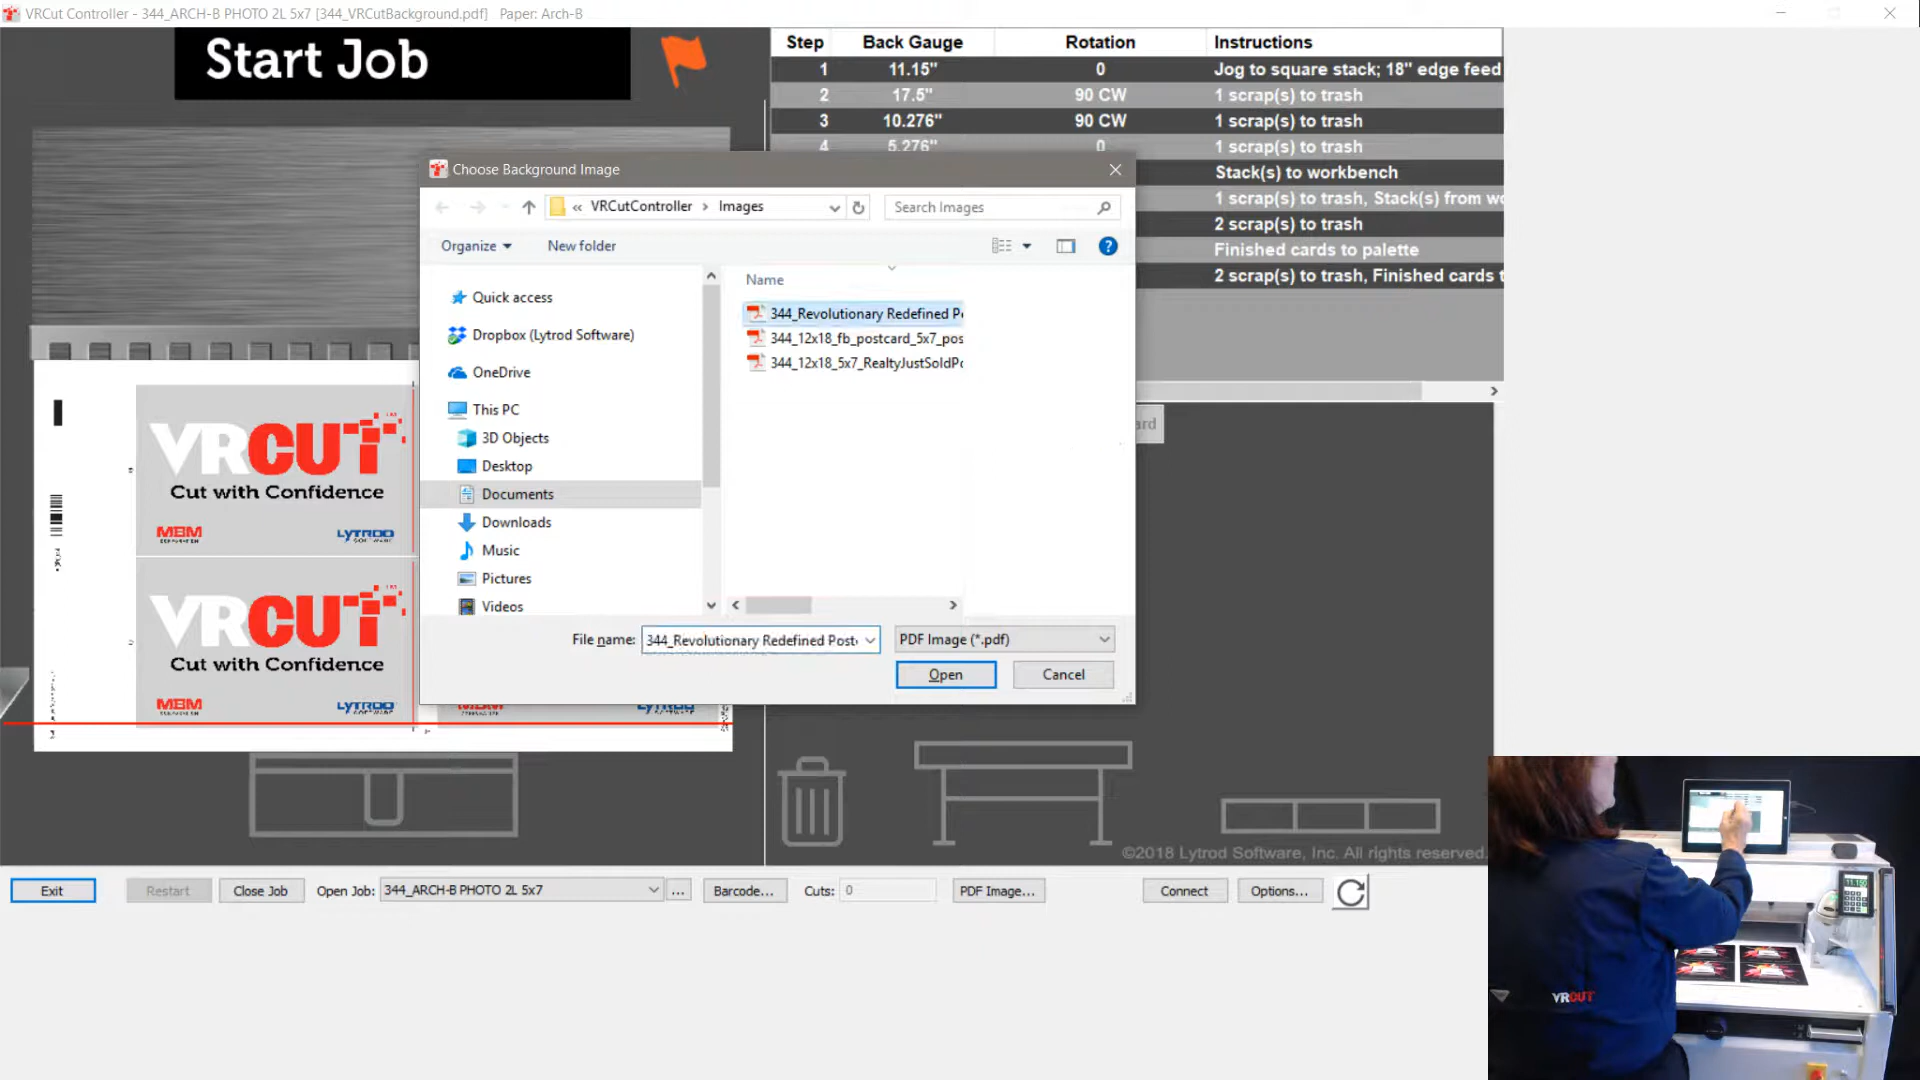 VRCut Controller - 344_ARCH-B PHOTO 2L 5x7 [344_VRCutBackground.pdf]   Paper: Arch-B
Start Job
Step Back Gauge Rotation Instructions
1 11.15" 0 Jog to square stack; 18" edge feed
2 17.5" 90 CW 1 scrap(s) to trash
3 10.276" 90 CW 1 scrap(s) to trash
4 5.276" 0 1 scrap(s) to trash
Stack(s) to workbench
1 scrap(s) to trash, Stack(s) from wo
2 scrap(s) to trash
Finished cards to palette
2 scrap(s) to trash, Finished cards t
Choose Background Image
« VRCutController › Images
Search Images
Organize
New folder
Name
Quick access
Dropbox (Lytrod Software)
OneDrive
This PC
3D Objects
Desktop
Documents
Downloads
Music
Pictures
Videos
344_Revolutionary Redefined P
344_12x18_fb_postcard_5x7_pos
344_12x18_5x7_RealtyJustSoldPo
File name: 344_Revolutionary Redefined Post
PDF Image (*.pdf)
Open
Cancel
ard
VRCUT
Cut with Confidence
MBM
CORPORATION
LYTROD
SOFTWARE
VRCUT
Cut with Confidence
MBM
CORPORATION
LYTROD
SOFTWARE
©2018 Lytrod Software, Inc. All rights reserved.
Exit
Restart
Close Job
Open Job: 344_ARCH-B PHOTO 2L 5x7
...
Barcode...
Cuts: 0
PDF Image...
Connect
Options...
VRCUT